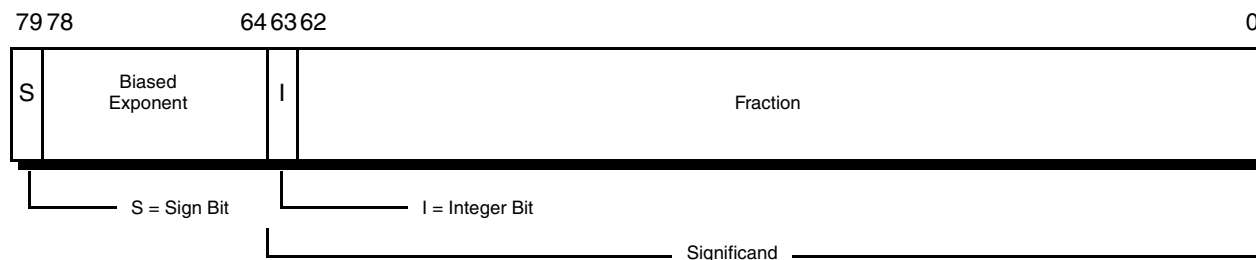 79 78 64 63 62 0
S Biased Exponent I Fraction
S = Sign Bit I = Integer Bit
Significand